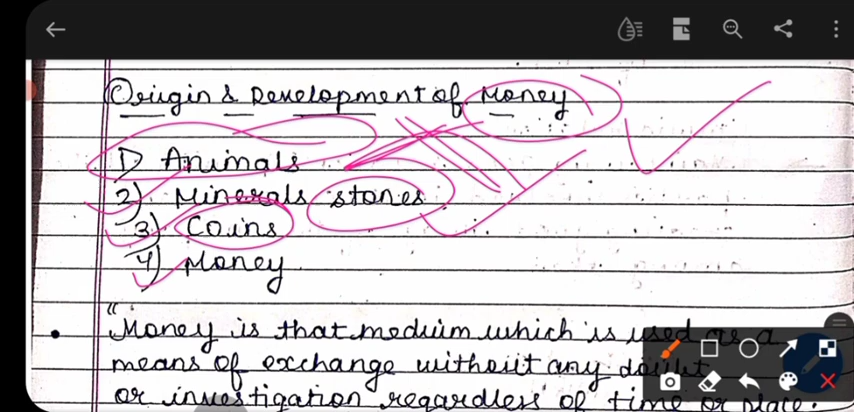 Origin & Development of Money
1) Animals
2) Minerals stones
3) Coins
4) Money
"
Money is that meduim which is used as a
means of exchange without any doubt
or investigation regardless of time or place.